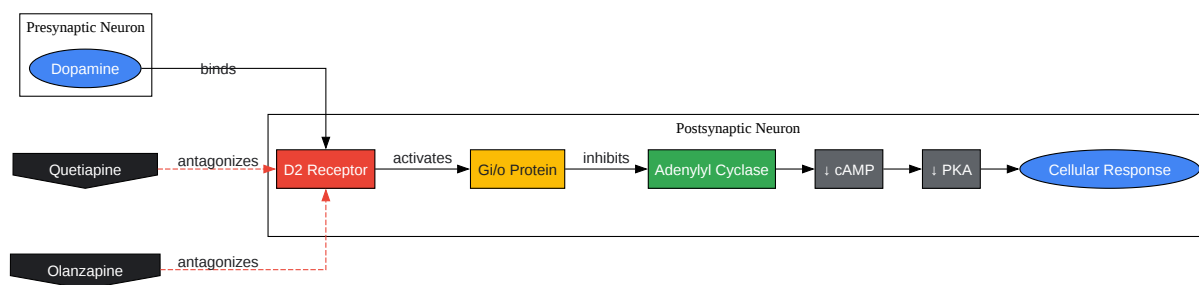 Presynaptic Neuron
Dopamine
binds
Postsynaptic Neuron
Quetiapine
antagonizes
D2 Receptor
activates
Gi/o Protein
inhibits
Adenylyl Cyclase
↓ cAMP
↓ PKA
Cellular Response
Olanzapine
antagonizes